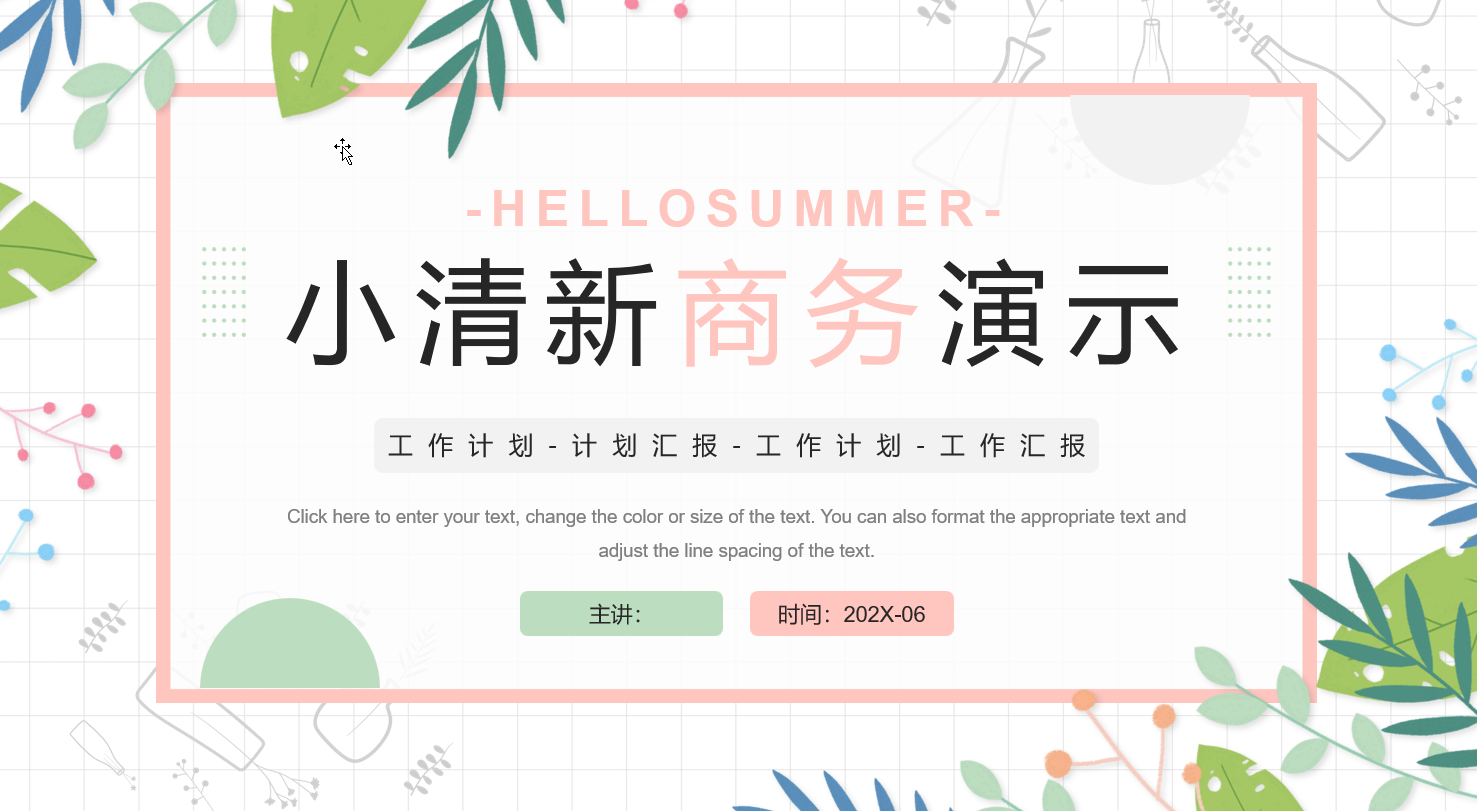 -HELLOSUMMER-
小清新商务演示
工作计划-计划汇报-工作计划-工作汇报
Click here to enter your text, change the color or size of the text. You can also format the appropriate text and
adjust the line spacing of the text.
主讲：
时间：202X-06